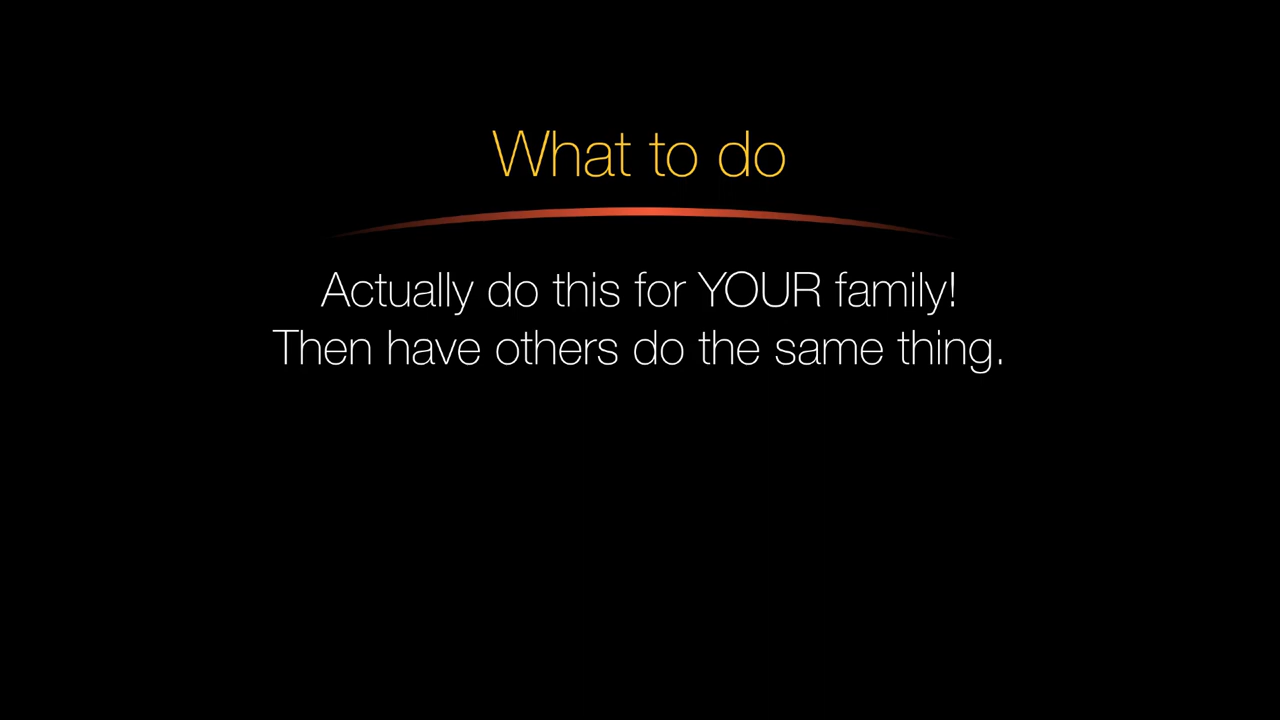 What to do
Actually do this for YOUR family!
Then have others do the same thing.